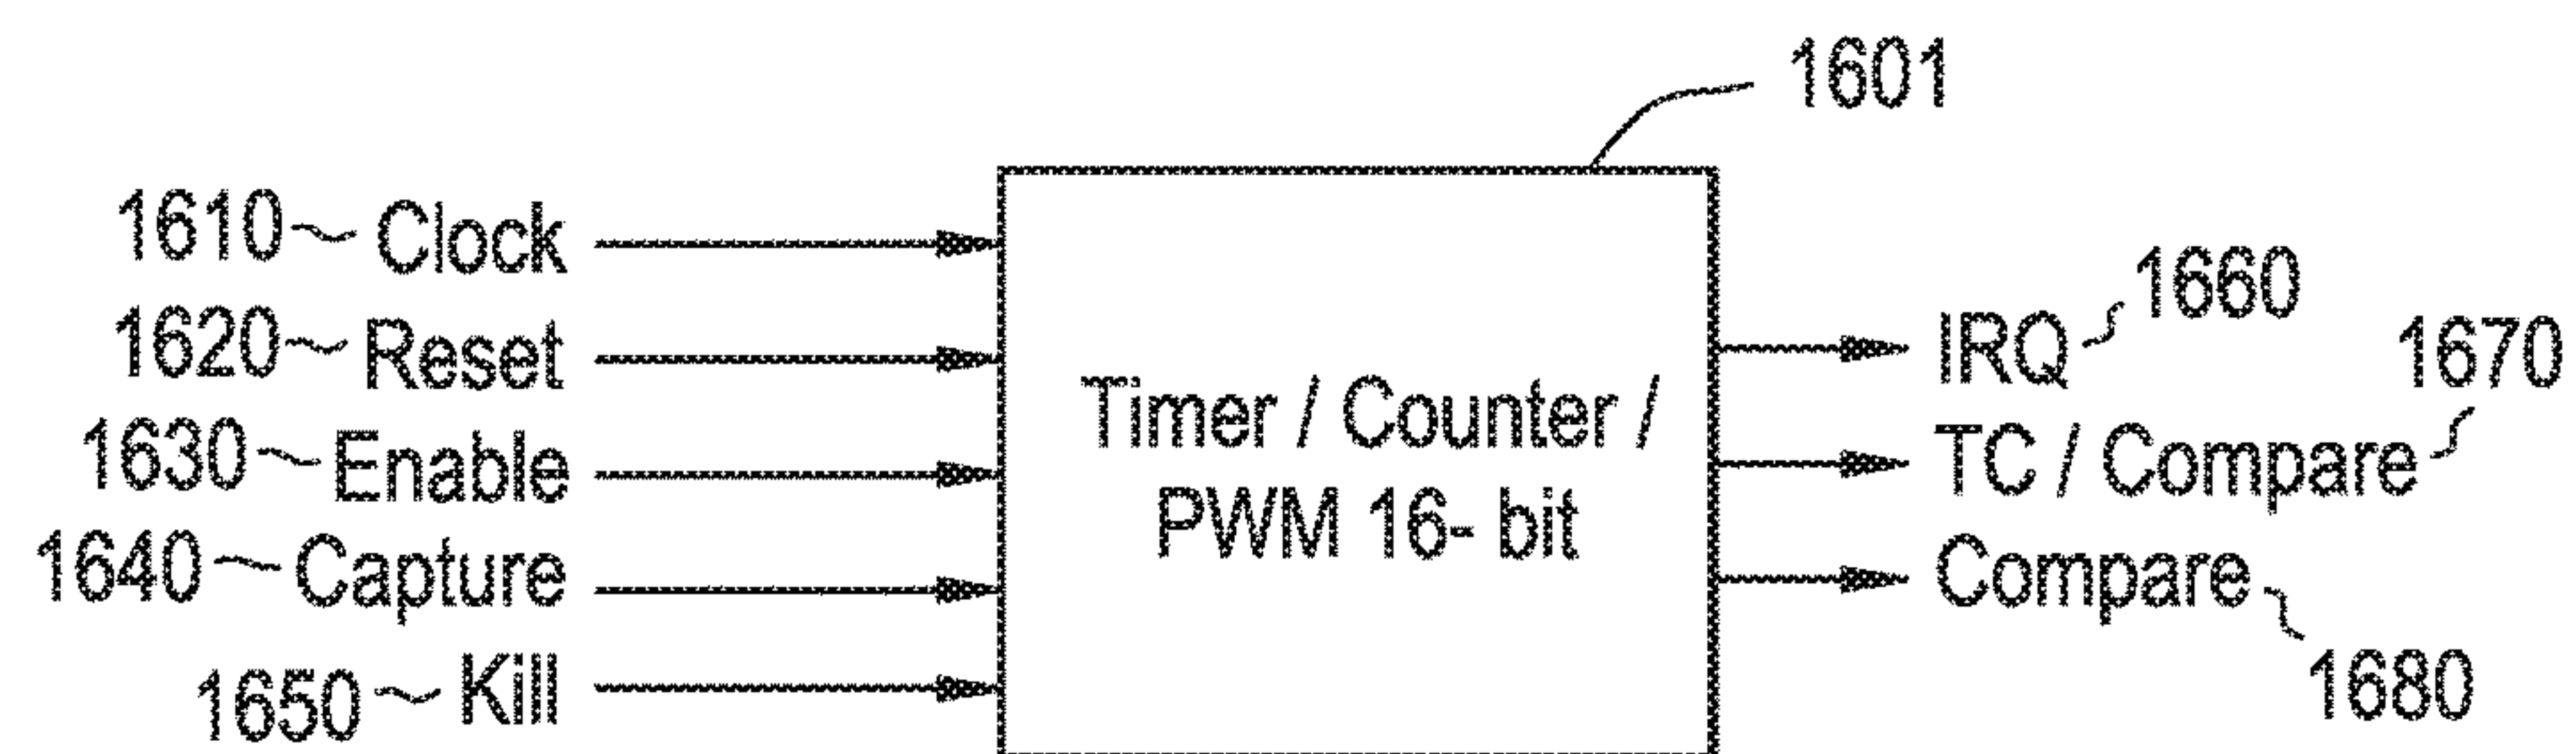 1601
1610 Clock
1620 Reset
1630 Enable
1640 Capture
1650 Kill
Timer / Counter /
PWM 16- bit
IRQ 1660
TC / Compare 1670
Compare 1680